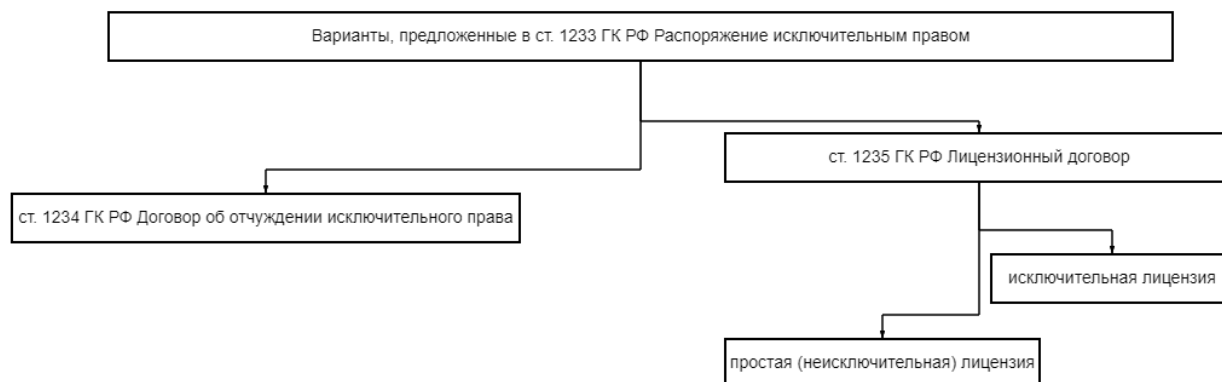 Варианты, предложенные в ст. 1233 ГК РФ Распоряжение исключительным правом
ст. 1235 ГК РФ Лицензионный договор
ст. 1234 ГК РФ Договор об отчуждении исключительного права
исключительная лицензия
простая (неисключительная) лицензия